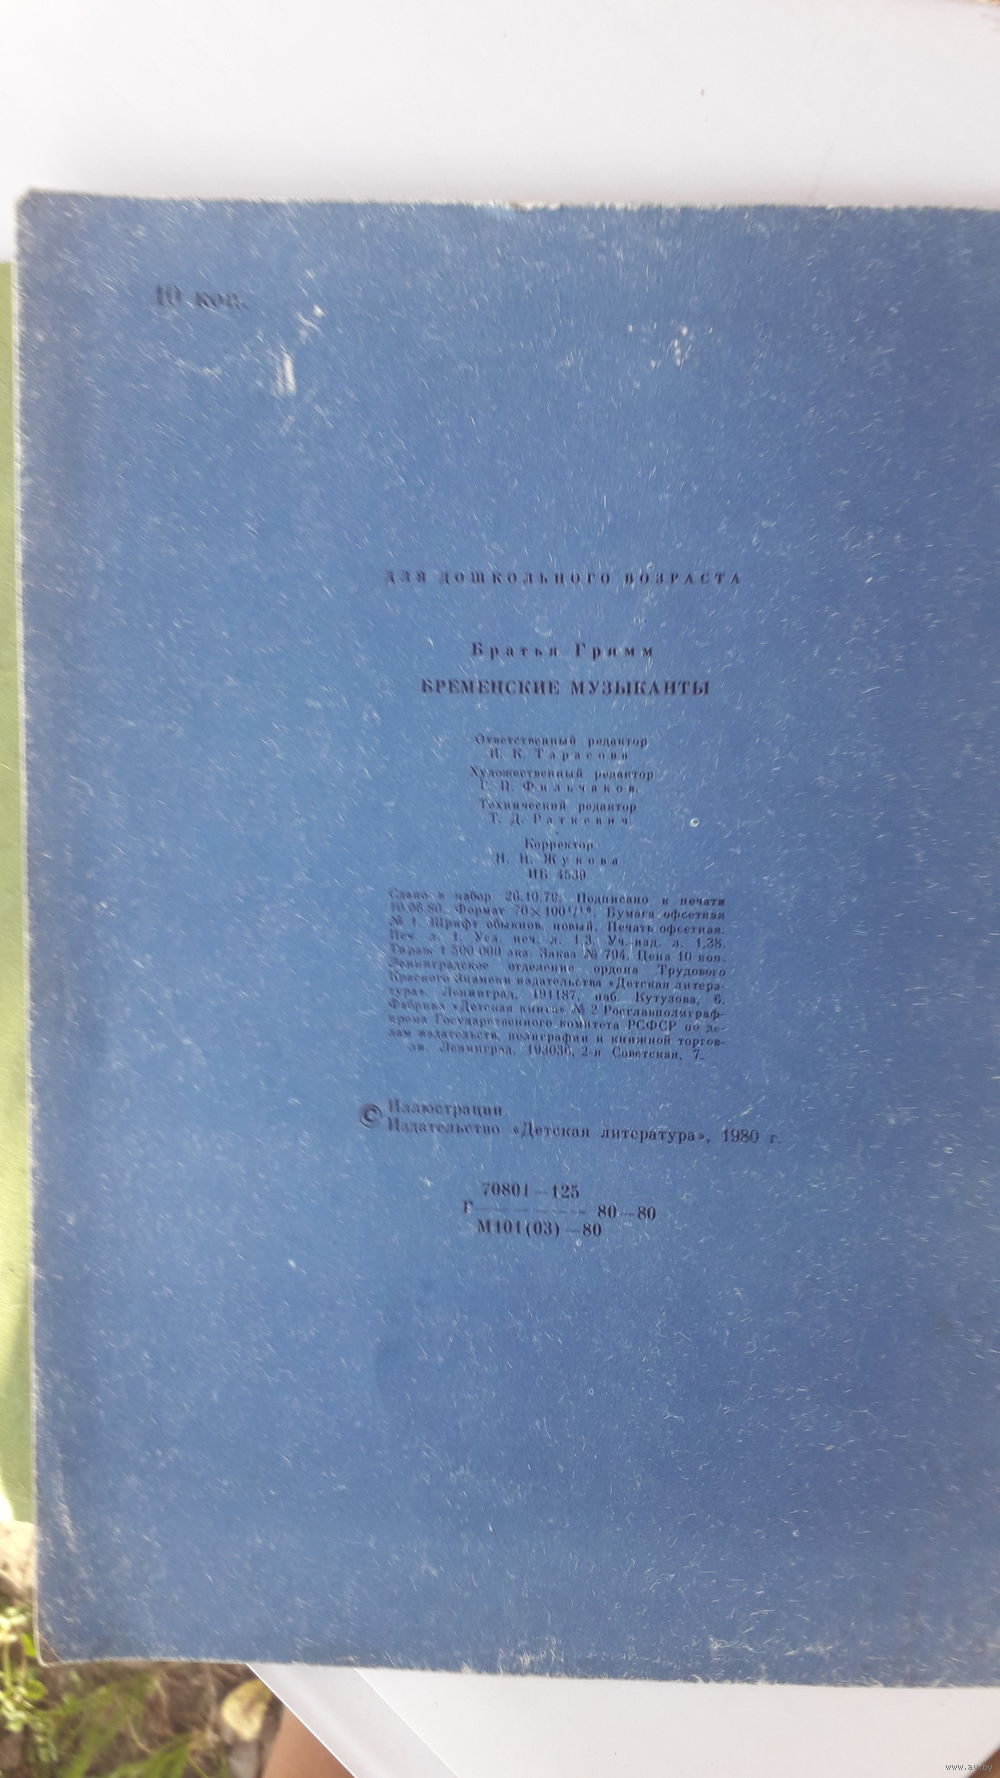 10 коп.
ДЛЯ ДОШКОЛЬНОГО ВОЗРАСТА
Братья Гримм
БРЕМЕНСКИЕ МУЗЫКАНТЫ
Ответственный редактор
И. К. Тарасова
Художественный редактор
Г. П. Фильчаков.
Технический редактор
Т. Д. Раткевич.
Корректор
Н. Н. Жукова
ИБ 4530
Сдано в набор 26.10.79. Подписано к печати
10.06.80. Формат 70×100¹/₁₆. Бумага офсетная
№ 1. Шрифт обыкнов. новый. Печать офсетная.
Печ. л. 1. Усл. печ. л. 1,3. Уч.-изд. л. 1,38.
Тираж 1 500 000 экз. Заказ № 794. Цена 10 коп.
Ленинградское отделение ордена Трудового
Красного Знамени издательства «Детская литера-
тура». Ленинград, 191187, наб. Кутузова, 6.
Фабрика «Детская книга» № 2 Росглавполиграф-
прома Государственного комитета РСФСР по де-
лам издательств, полиграфии и книжной торгов-
ли. Ленинград, 193036, 2-я Советская, 7.
© Иллюстрации
Издательство «Детская литература», 1980 г.
70801—125
Г———— 80—80
М101(03)—80
www.av.by